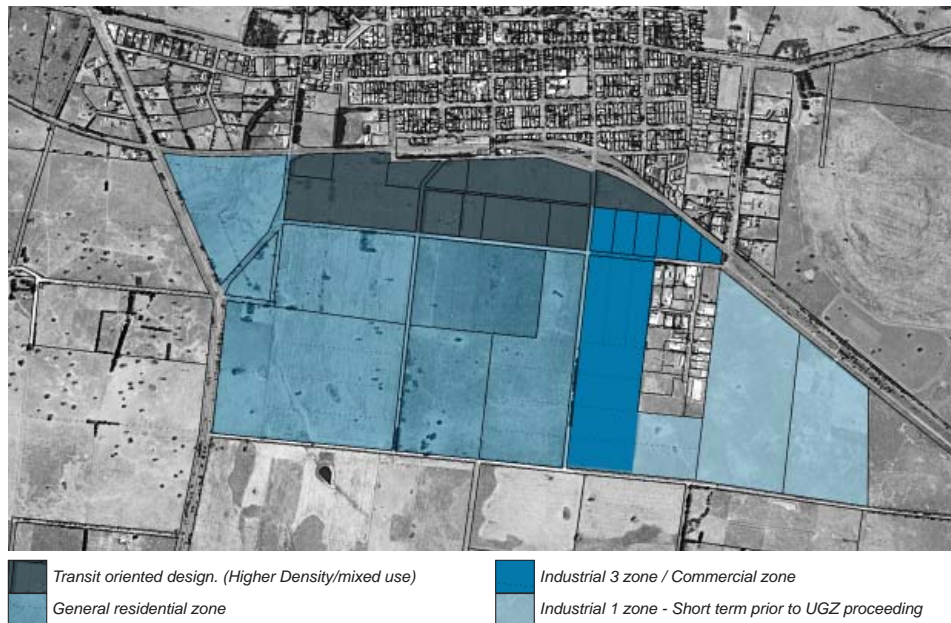 Transit oriented design. (Higher Density/mixed use)
General residential zone
Industrial 3 zone / Commercial zone
Industrial 1 zone - Short term prior to UGZ proceeding